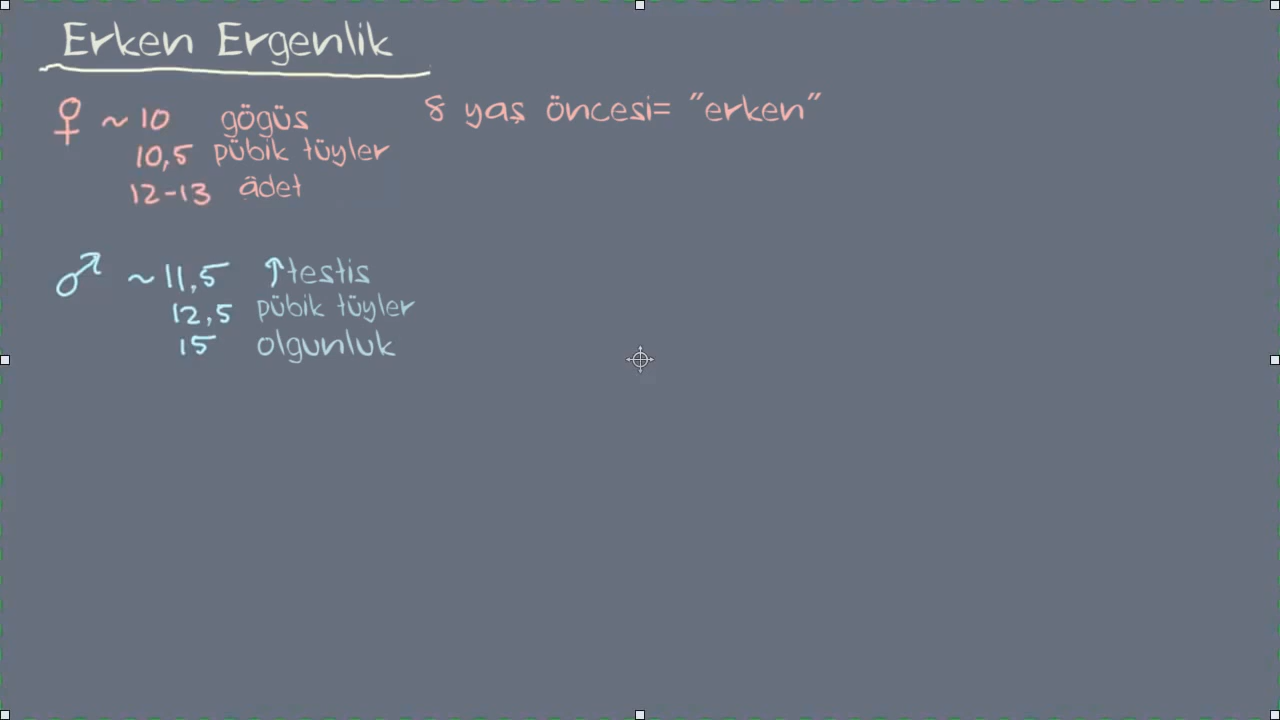 Erken Ergenlik
♀ ~ 10 gögüs
8 yaş öncesi= "erken"
10,5 pübik tüyler
12-13 âdet
♂ ~ 11,5 ↑testis
12,5 pübik tüyler
15 olgunluk